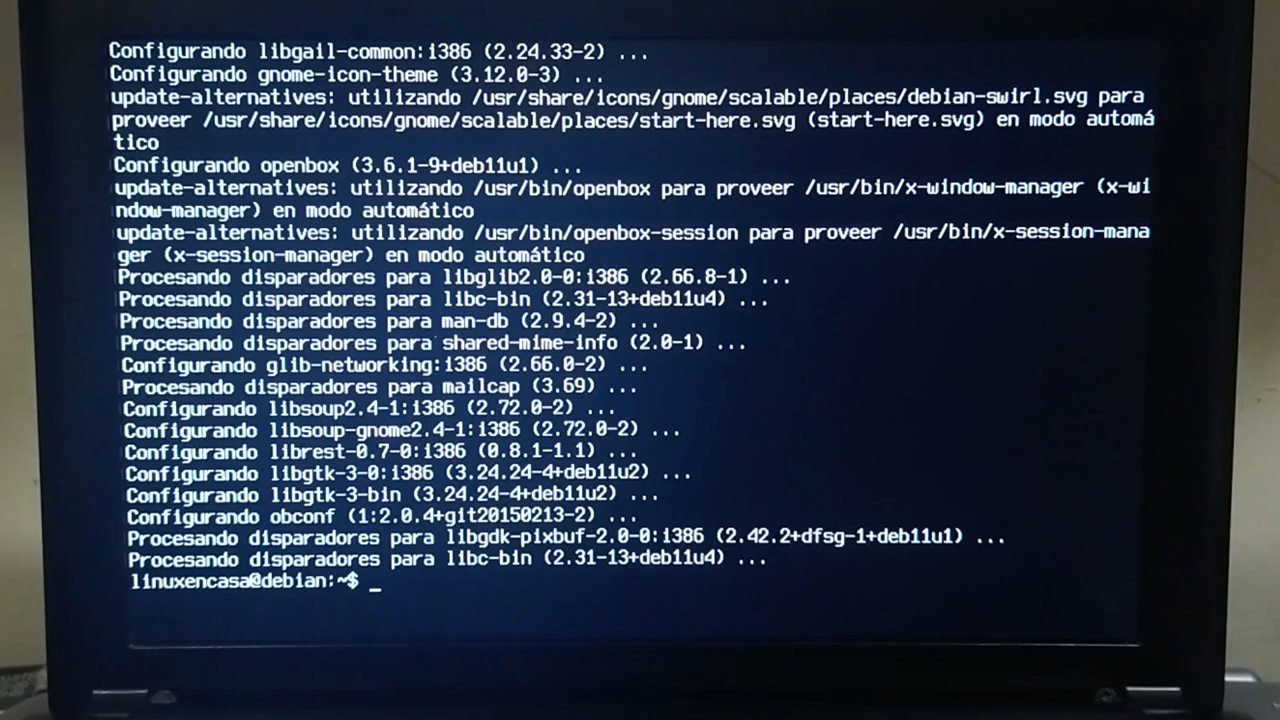 Configurando libgail-common:i386 (2.24.33-2) ...
Configurando gnome-icon-theme (3.12.0-3) ...
update-alternatives: utilizando /usr/share/icons/gnome/scalable/places/debian-swirl.svg para
proveer /usr/share/icons/gnome/scalable/places/start-here.svg (start-here.svg) en modo automá
tico
Configurando openbox (3.6.1-9+deb11u1) ...
update-alternatives: utilizando /usr/bin/openbox para proveer /usr/bin/x-window-manager (x-wi
ndow-manager) en modo automático
update-alternatives: utilizando /usr/bin/openbox-session para proveer /usr/bin/x-session-mana
ger (x-session-manager) en modo automático
Procesando disparadores para libglib2.0-0:i386 (2.66.8-1) ...
Procesando disparadores para libc-bin (2.31-13+deb11u4) ...
Procesando disparadores para man-db (2.9.4-2) ...
Procesando disparadores para shared-mime-info (2.0-1) ...
Configurando glib-networking:i386 (2.66.0-2) ...
Procesando disparadores para mailcap (3.69) ...
Configurando libsoup2.4-1:i386 (2.72.0-2) ...
Configurando libsoup-gnome2.4-1:i386 (2.72.0-2) ...
Configurando librest-0.7-0:i386 (0.8.1-1.1) ...
Configurando libgtk-3-0:i386 (3.24.24-4+deb11u2) ...
Configurando libgtk-3-bin (3.24.24-4+deb11u2) ...
Configurando obconf (1:2.0.4+git20150213-2) ...
Procesando disparadores para libgdk-pixbuf-2.0-0:i386 (2.42.2+dfsg-1+deb11u1) ...
Procesando disparadores para libc-bin (2.31-13+deb11u4) ...
linuxencasa@debian:~$ _